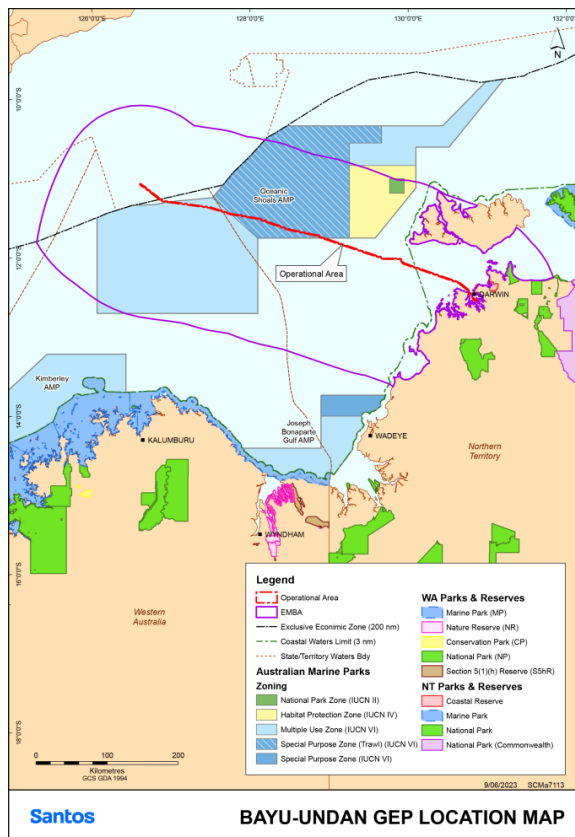 126°0'0"E
128°0'0"E
130°0'0"E
132°0'0"E
N
10°0'0"S
12°0'0"S
14°0'0"S
16°0'0"S
18°0'0"S
Oceanic
Shoals AMP
Operational Area
DARWIN
Kimberley
AMP
KALUMBURU
Joseph
Bonaparte
Gulf AMP
WADEYE
Northern
Territory
WYNDHAM
Western
Australia
Legend
Operational Area
EMBA
Exclusive Econimic Zone (200 nm)
Coastal Waters Limit (3 nm)
State/Territory Waters Bdy
Australian Marine Parks
Zoning
National Park Zone (IUCN II)
Habitat Protection Zone (IUCN IV)
Multiple Use Zone (IUCN VI)
Special Purpose Zone (Trawl) (IUCN VI)
Special Purpose Zone (IUCN VI)
WA Parks & Reserves
Marine Park (MP)
Nature Reserve (NR)
Conservation Park (CP)
National Park (NP)
Section 5(1)(h) Reserve (S5hR)
NT Parks & Reserves
Coastal Reserve
Marine Park
National Park
National Park (Commonwealth)
0 100 200
Kilometres
GCS GDA 1994
9/06/2023 SCMa7113
Santos
BAYU-UNDAN GEP LOCATION MAP